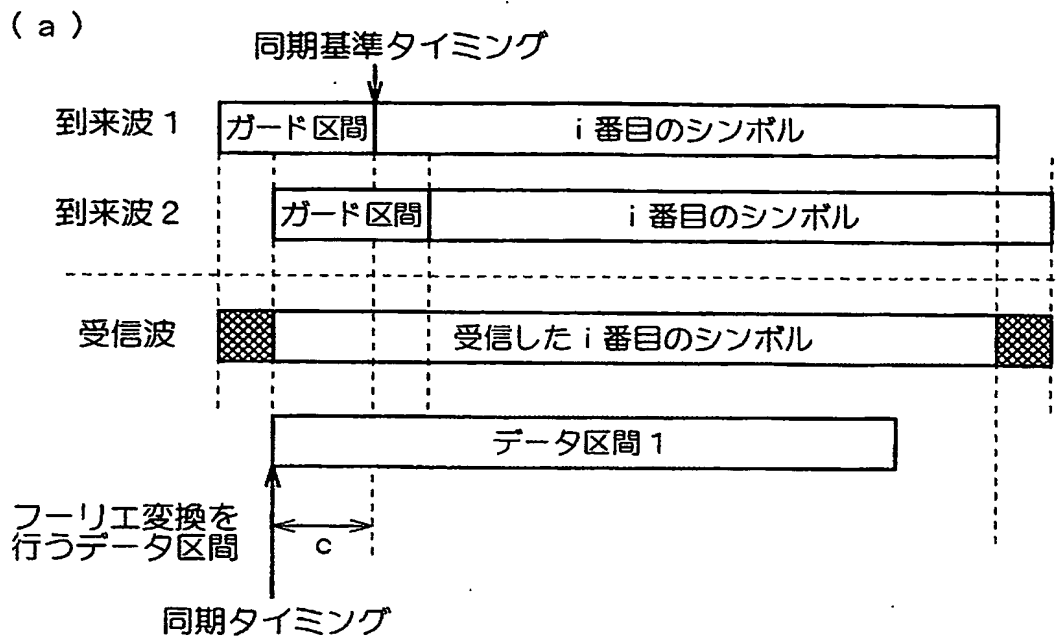 (a)
同期基準タイミング
到来波1
ガード区間
i番目のシンボル
到来波2
ガード区間
i番目のシンボル
受信波
受信したi番目のシンボル
データ区間1
フーリエ変換を
行うデータ区間
c
同期タイミング